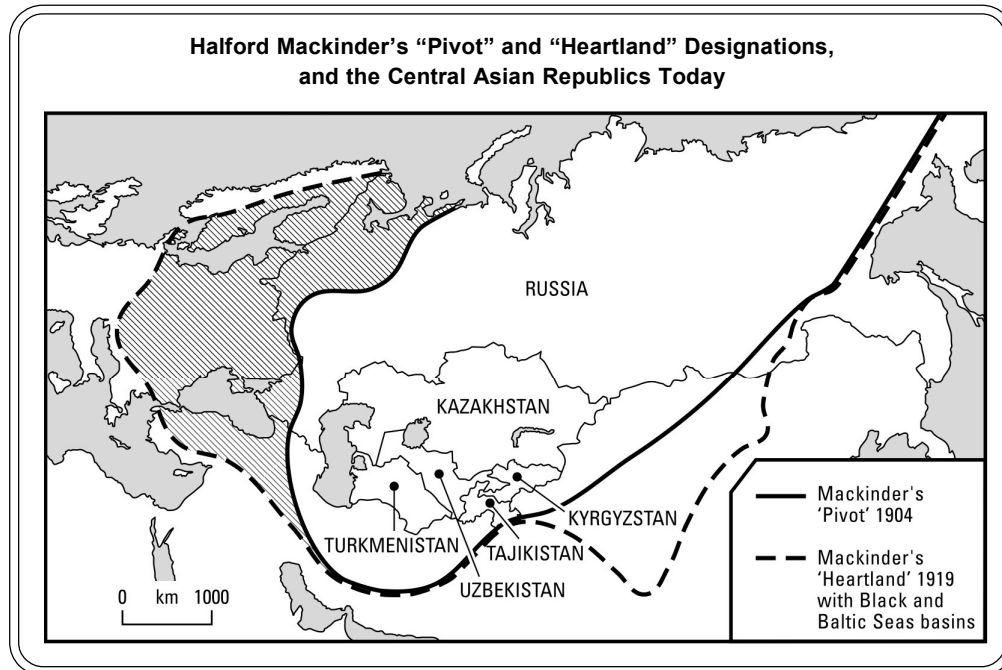 Halford Mackinder’s “Pivot” and “Heartland” Designations,
and the Central Asian Republics Today
RUSSIA
KAZAKHSTAN
KYRGYZSTAN
TURKMENISTAN
TAJIKISTAN
UZBEKISTAN
0 km 1000
Mackinder's
'Pivot' 1904
Mackinder's
'Heartland' 1919
with Black and
Baltic Seas basins